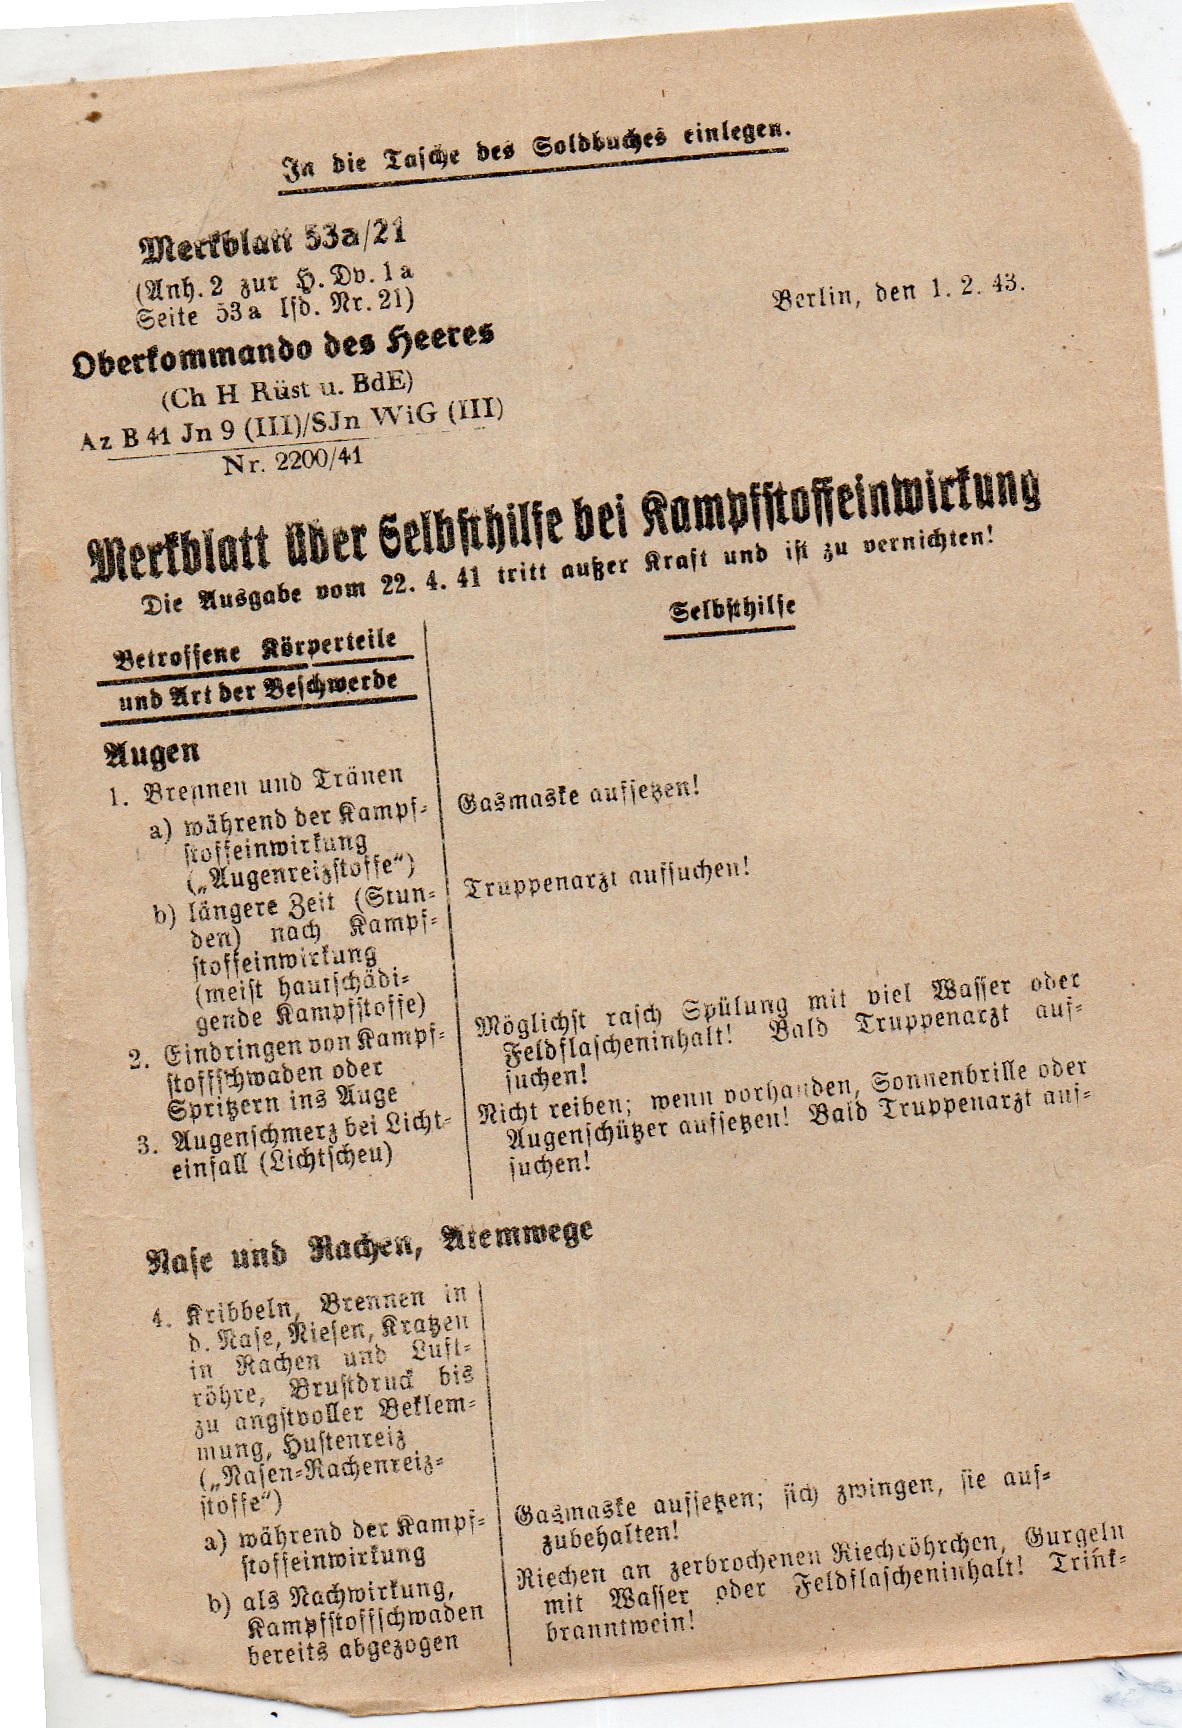 In die Tasche des Soldbuches einlegen.
Merkblatt 53a/21
(Anh. 2 zur H. Dv. 1a
Seite 53a lfd. Nr. 21)
Berlin, den 1. 2. 43.
Oberkommando des Heeres
(Ch H Rüst u. BdE)
Az B 41 Jn 9 (III)/SJn WiG (III)
Nr. 2200/41
Merkblatt über Selbsthilfe bei Kampfstoffeinwirkung
Die Ausgabe vom 22. 4. 41 tritt außer Kraft und ist zu vernichten!
Betroffene Körperteile
und Art der Beschwerde
Selbsthilfe
Augen
1. Brennen und Tränen
a) während der Kampf-
stoffeinwirkung
(„Augenreizstoffe“)
Gasmaske aufsetzen!
b) längere Zeit (Stun-
den) nach Kampf-
stoffeinwirkung
(meist hautschädi-
gende Kampfstoffe)
Truppenarzt aufsuchen!
2. Eindringen von Kampf-
stoffschwaden oder
Spritzern ins Auge
Möglichst rasch Spülung mit viel Wasser oder
Feldflascheninhalt! Bald Truppenarzt auf-
suchen!
3. Augenschmerz bei Licht-
einfall (Lichtscheu)
Nicht reiben; wenn vorhanden, Sonnenbrille oder
Augenschützer aufsetzen! Bald Truppenarzt auf-
suchen!
Nase und Rachen, Atemwege
4. Kribbeln, Brennen in
d. Nase, Niesen, Kratzen
in Rachen und Luft-
röhre, Brustdruck bis
zu angstvoller Beklem-
mung, Hustenreiz
(„Nasen-Rachenreiz-
stoffe“)
a) während der Kampf-
stoffeinwirkung
Gasmaske aufsetzen; sich zwingen, sie auf-
zubehalten!
b) als Nachwirkung,
Kampfstoffschwaden
bereits abgezogen
Riechen an zerbrochenen Riechröhrchen, Gurgeln
mit Wasser oder Feldflascheninhalt! Trink-
branntwein!